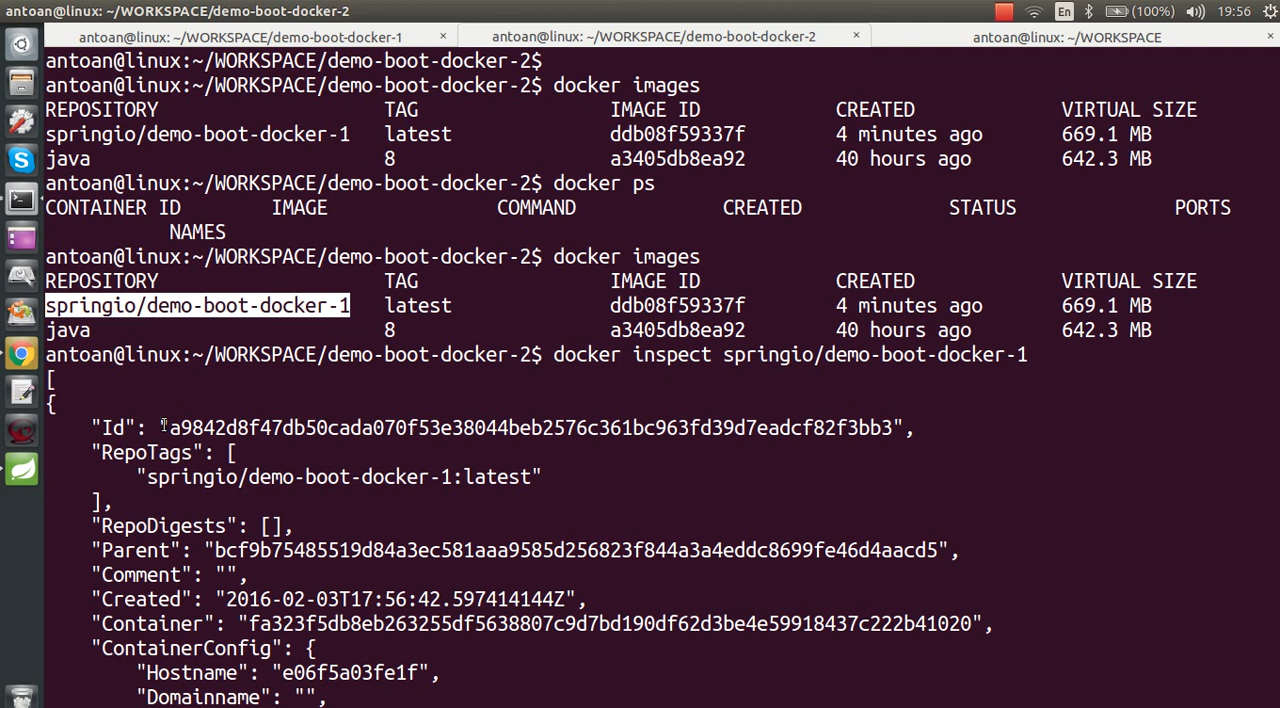 antoan@linux: ~/WORKSPACE/demo-boot-docker-2
En (100%) 19:56
antoan@linux: ~/WORKSPACE/demo-boot-docker-1 × antoan@linux: ~/WORKSPACE/demo-boot-docker-2 × antoan@linux: ~/WORKSPACE ×
antoan@linux:~/WORKSPACE/demo-boot-docker-2$
antoan@linux:~/WORKSPACE/demo-boot-docker-2$ docker images
REPOSITORY TAG IMAGE ID CREATED VIRTUAL SIZE
springio/demo-boot-docker-1 latest ddb08f59337f 4 minutes ago 669.1 MB
java 8 a3405db8ea92 40 hours ago 642.3 MB
antoan@linux:~/WORKSPACE/demo-boot-docker-2$ docker ps
CONTAINER ID IMAGE COMMAND CREATED STATUS PORTS
NAMES
antoan@linux:~/WORKSPACE/demo-boot-docker-2$ docker images
REPOSITORY TAG IMAGE ID CREATED VIRTUAL SIZE
springio/demo-boot-docker-1 latest ddb08f59337f 4 minutes ago 669.1 MB
java 8 a3405db8ea92 40 hours ago 642.3 MB
antoan@linux:~/WORKSPACE/demo-boot-docker-2$ docker inspect springio/demo-boot-docker-1
[
{
"Id": "a9842d8f47db50cada070f53e38044beb2576c361bc963fd39d7eadcf82f3bb3",
"RepoTags": [
"springio/demo-boot-docker-1:latest"
],
"RepoDigests": [],
"Parent": "bcf9b75485519d84a3ec581aaa9585d256823f844a3a4eddc8699fe46d4aacd5",
"Comment": "",
"Created": "2016-02-03T17:56:42.597414144Z",
"Container": "fa323f5db8eb263255df5638807c9d7bd190df62d3be4e59918437c222b41020",
"ContainerConfig": {
"Hostname": "e06f5a03fe1f",
"Domainname": "",